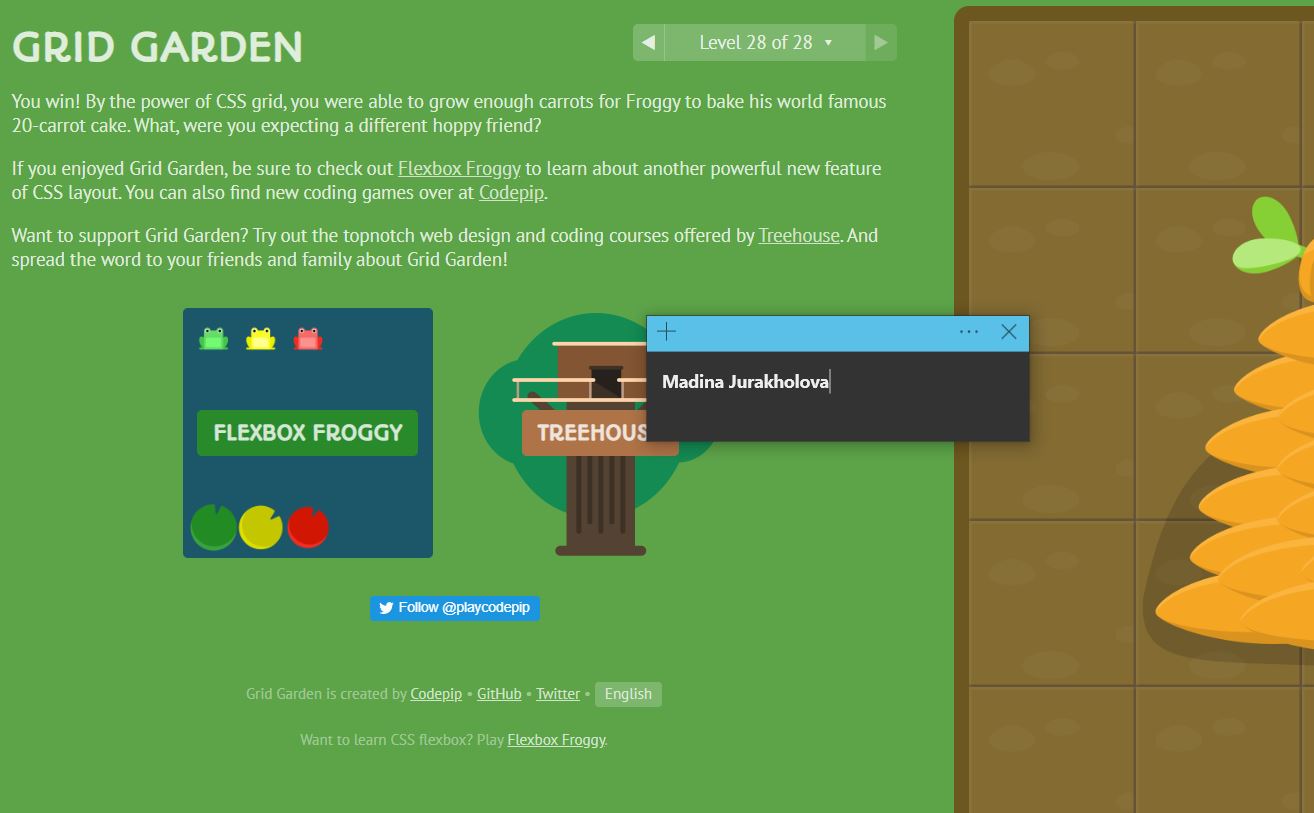 GRID GARDEN
Level 28 of 28
You win! By the power of CSS grid, you were able to grow enough carrots for Froggy to bake his world famous
20-carrot cake. What, were you expecting a different hoppy friend?
If you enjoyed Grid Garden, be sure to check out Flexbox Froggy to learn about another powerful new feature
of CSS layout. You can also find new coding games over at Codepip.
Want to support Grid Garden? Try out the topnotch web design and coding courses offered by Treehouse. And
spread the word to your friends and family about Grid Garden!
Madina Jurakholova
FLEXBOX FROGGY
TREEHOUS
Follow @playcodepip
Grid Garden is created by Codepip • GitHub • Twitter • English
Want to learn CSS flexbox? Play Flexbox Froggy.